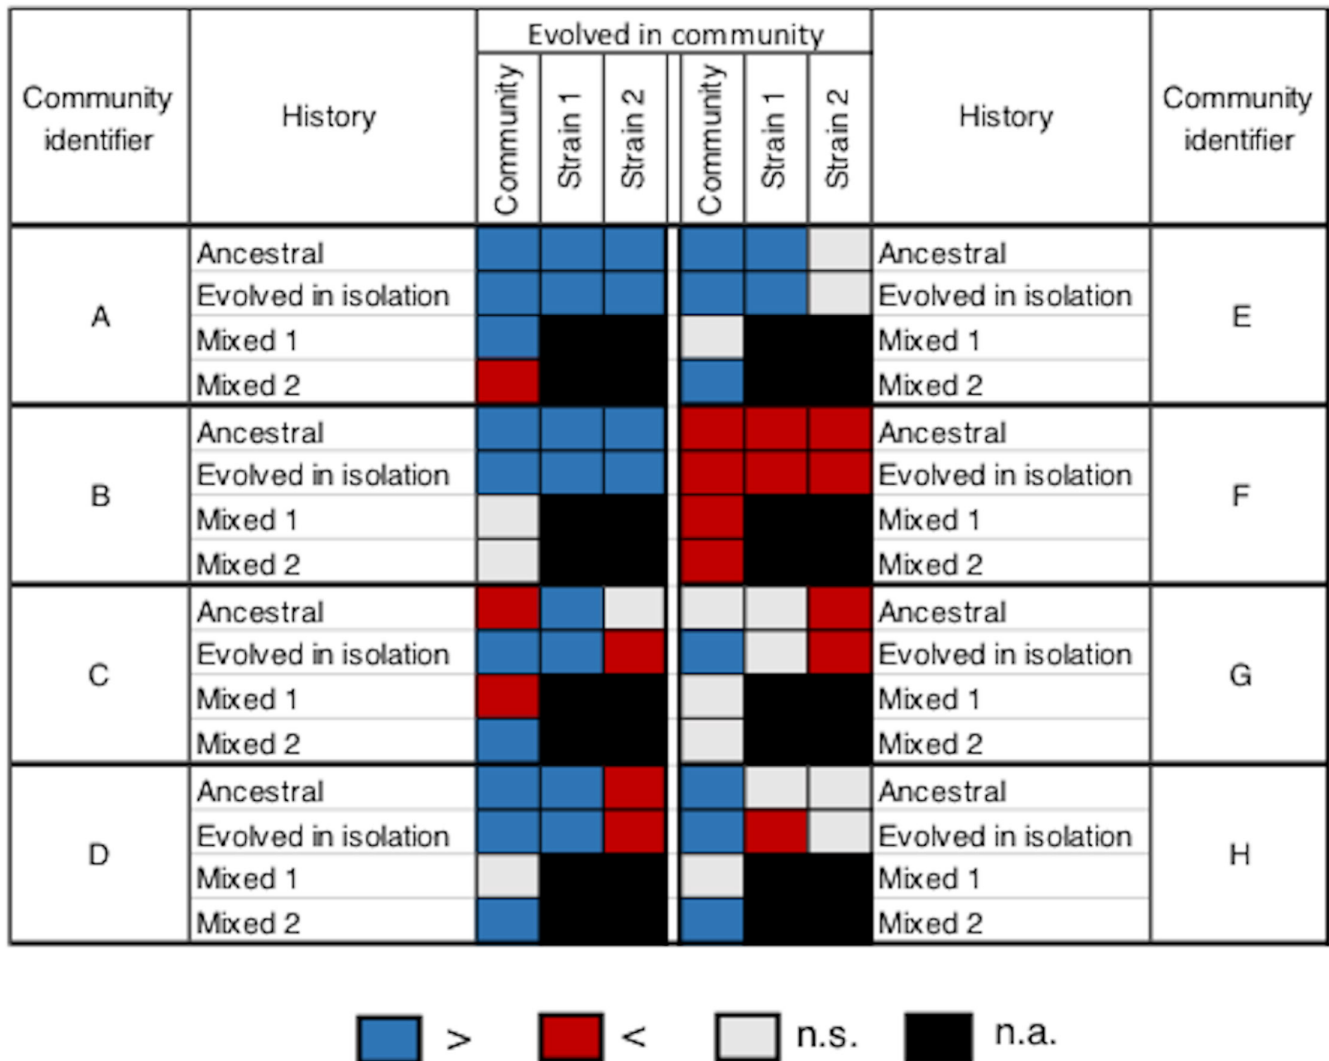 Evolved in community
Community identifier
History
Community
Strain 1
Strain 2
Community
Strain 1
Strain 2
History
Community identifier
A
Ancestral
Evolved in isolation
Mixed 1
Mixed 2
Ancestral
Evolved in isolation
Mixed 1
Mixed 2
E
B
Ancestral
Evolved in isolation
Mixed 1
Mixed 2
Ancestral
Evolved in isolation
Mixed 1
Mixed 2
F
C
Ancestral
Evolved in isolation
Mixed 1
Mixed 2
Ancestral
Evolved in isolation
Mixed 1
Mixed 2
G
D
Ancestral
Evolved in isolation
Mixed 1
Mixed 2
Ancestral
Evolved in isolation
Mixed 1
Mixed 2
H
> < n.s. n.a.